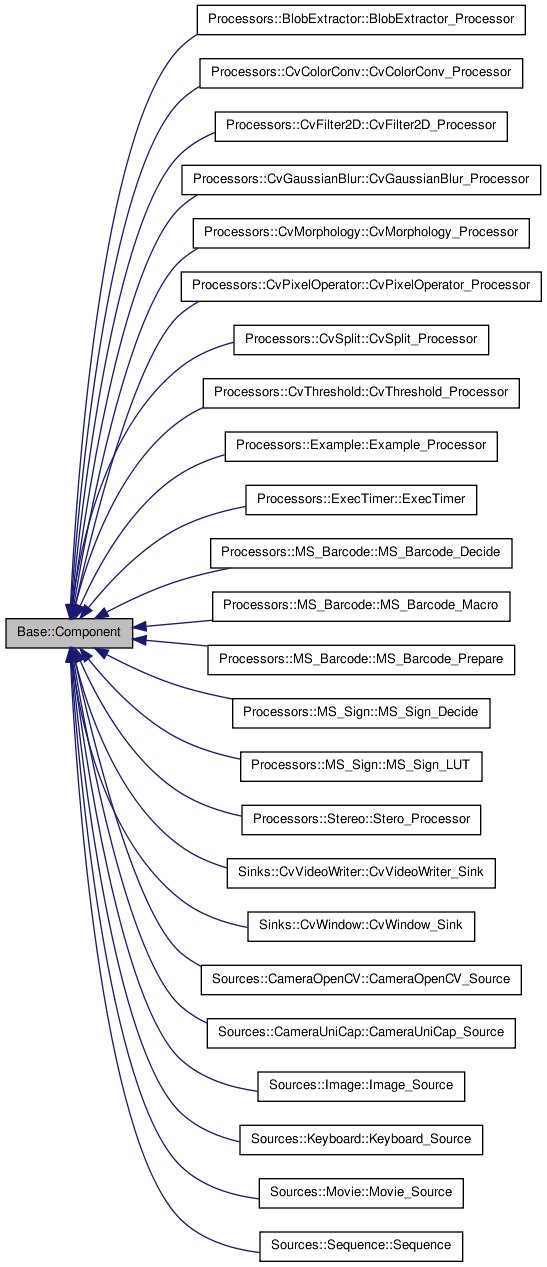 Processors::BlobExtractor::BlobExtractor_Processor
Processors::CvColorConv::CvColorConv_Processor
Processors::CvFilter2D::CvFilter2D_Processor
Processors::CvGaussianBlur::CvGaussianBlur_Processor
Processors::CvMorphology::CvMorphology_Processor
Processors::CvPixelOperator::CvPixelOperator_Processor
Processors::CvSplit::CvSplit_Processor
Processors::CvThreshold::CvThreshold_Processor
Processors::Example::Example_Processor
Processors::ExecTimer::ExecTimer
Processors::MS_Barcode::MS_Barcode_Decide
Processors::MS_Barcode::MS_Barcode_Macro
Base::Component
Processors::MS_Barcode::MS_Barcode_Prepare
Processors::MS_Sign::MS_Sign_Decide
Processors::MS_Sign::MS_Sign_LUT
Processors::Stereo::Stero_Processor
Sinks::CvVideoWriter::CvVideoWriter_Sink
Sinks::CvWindow::CvWindow_Sink
Sources::CameraOpenCV::CameraOpenCV_Source
Sources::CameraUniCap::CameraUniCap_Source
Sources::Image::Image_Source
Sources::Keyboard::Keyboard_Source
Sources::Movie::Movie_Source
Sources::Sequence::Sequence